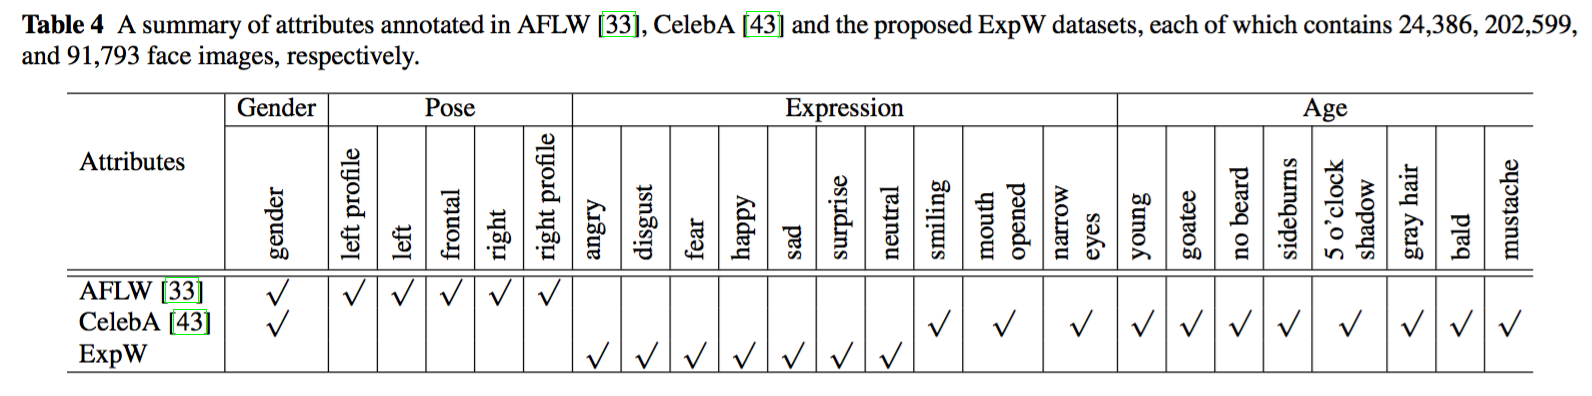 Table 4 A summary of attributes annotated in AFLW [33], CelebA [43] and the proposed ExpW datasets, each of which contains 24,386, 202,599,
and 91,793 face images, respectively.
Gender Pose Expression Age
Attributes
gender
left profile
left
frontal
right
right profile
angry
disgust
fear
happy
sad
surprise
neutral
smiling
mouth
opened
narrow
eyes
young
goatee
no beard
sideburns
5 o’clock
shadow
gray hair
bald
mustache
AFLW [33] ✓ ✓ ✓ ✓ ✓ ✓
CelebA [43] ✓ ✓ ✓ ✓ ✓ ✓ ✓ ✓ ✓ ✓ ✓ ✓
ExpW ✓ ✓ ✓ ✓ ✓ ✓ ✓